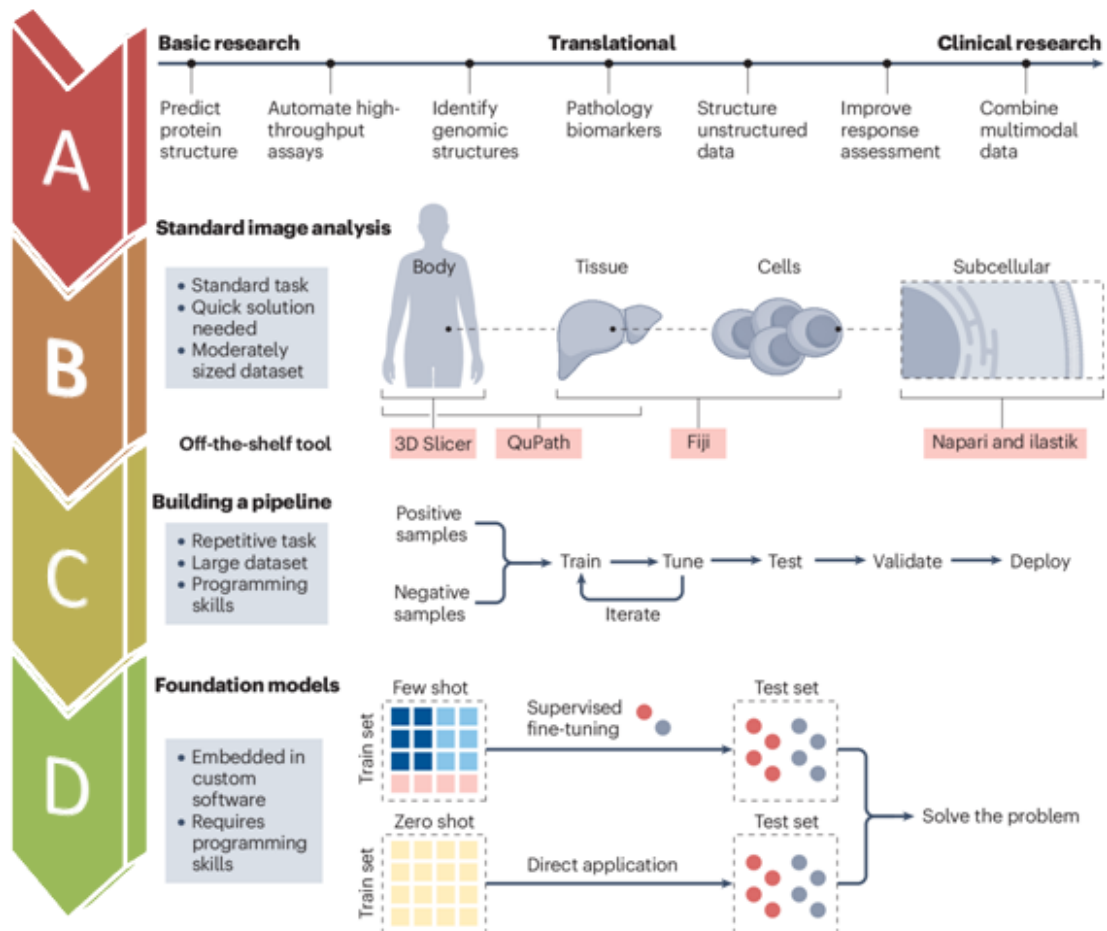 A
Basic research
Translational
Clinical research
Predict
protein
structure
Automate high-
throughput
assays
Identify
genomic
structures
Pathology
biomarkers
Structure
unstructured
data
Improve
response
assessment
Combine
multimodal
data
B
Standard image analysis
• Standard task
• Quick solution
needed
• Moderately
sized dataset
Body
Tissue
Cells
Subcellular
Off-the-shelf tool
3D Slicer
QuPath
Fiji
Napari and ilastik
C
Building a pipeline
• Repetitive task
• Large dataset
• Programming
skills
Positive
samples
Negative
samples
Train
Tune
Test
Validate
Deploy
Iterate
D
Foundation models
• Embedded in
custom
software
• Requires
programming
skills
Few shot
Train set
Supervised
fine-tuning
Test set
Zero shot
Train set
Direct application
Test set
Solve the problem